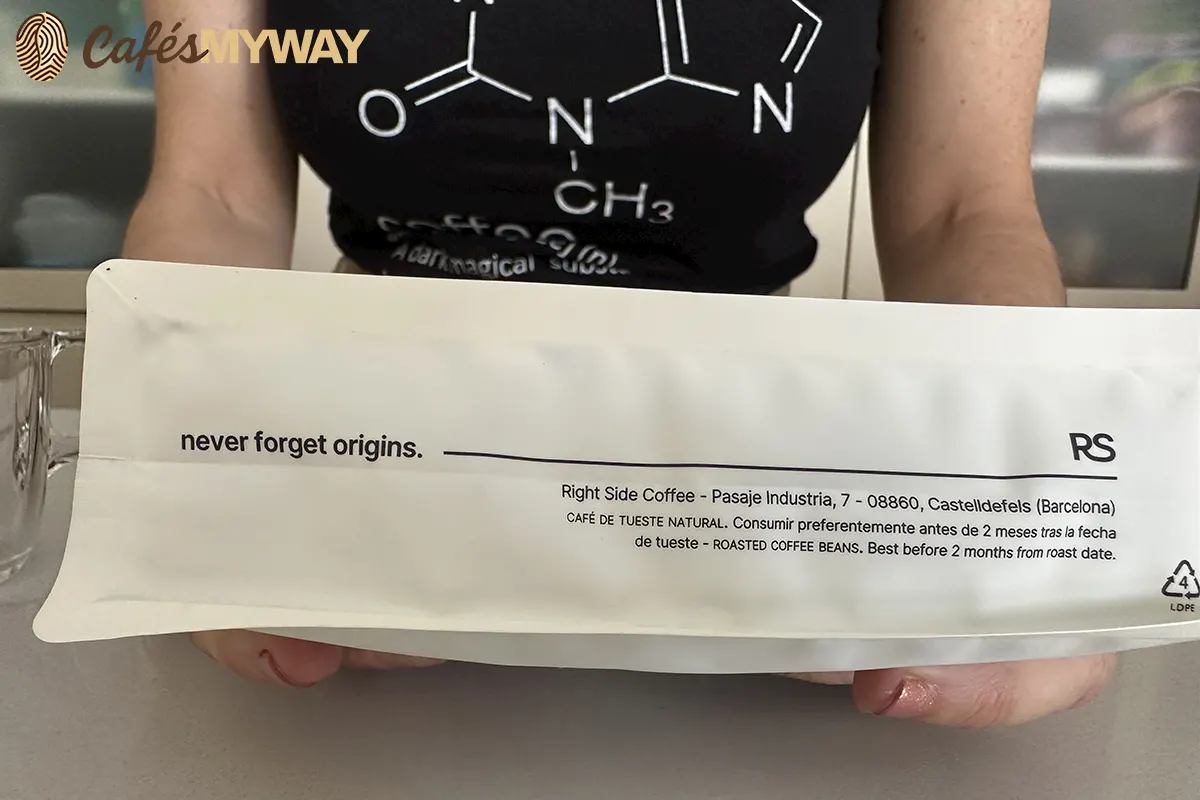 CafésMYWAY
N
O
N
N
CH3
A dark magical
never forget origins.
RS
Right Side Coffee - Pasaje Industria, 7 - 08860, Castelldefels (Barcelona)
CAFÉ DE TUESTE NATURAL. Consumir preferentemente antes de 2 meses tras la fecha
de tueste - ROASTED COFFEE BEANS. Best before 2 months from roast date.
4
LDPE